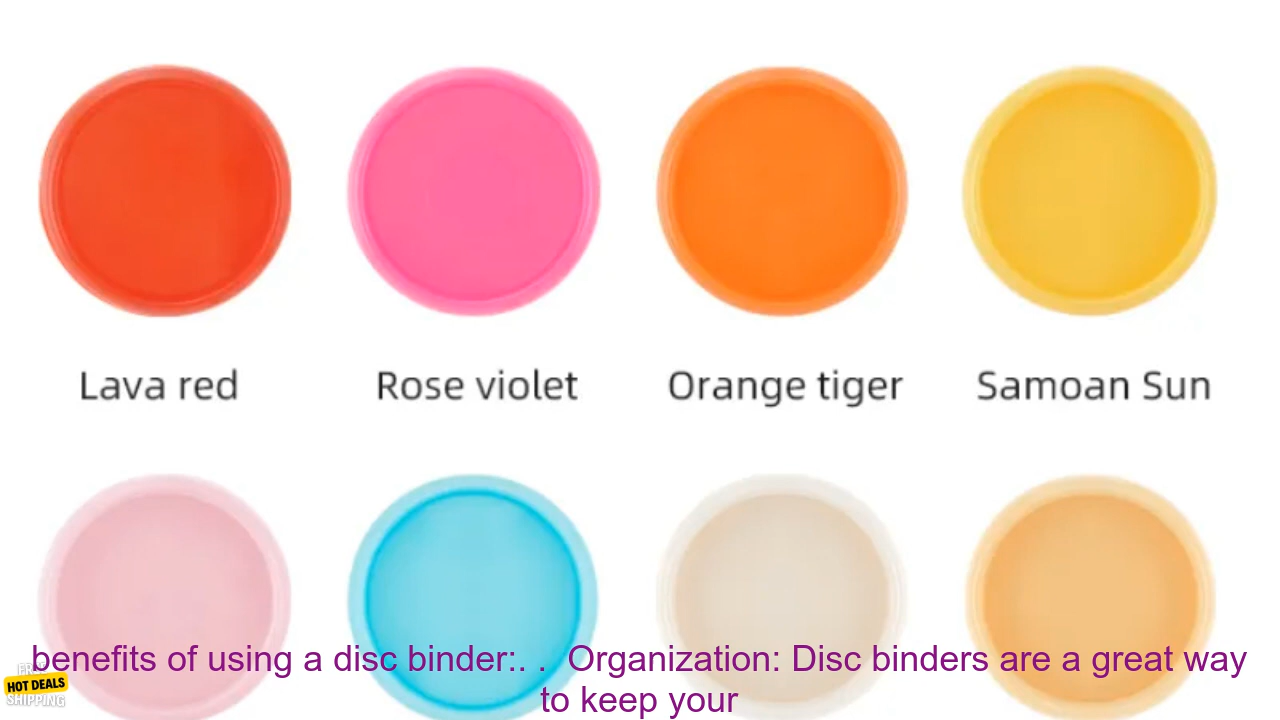 Lava red
Rose violet
Orange tiger
Samoan Sun
benefits of using a disc binder:. .  Organization: Disc binders are a great way
to keep your
HOT DEALS
SHIPPING